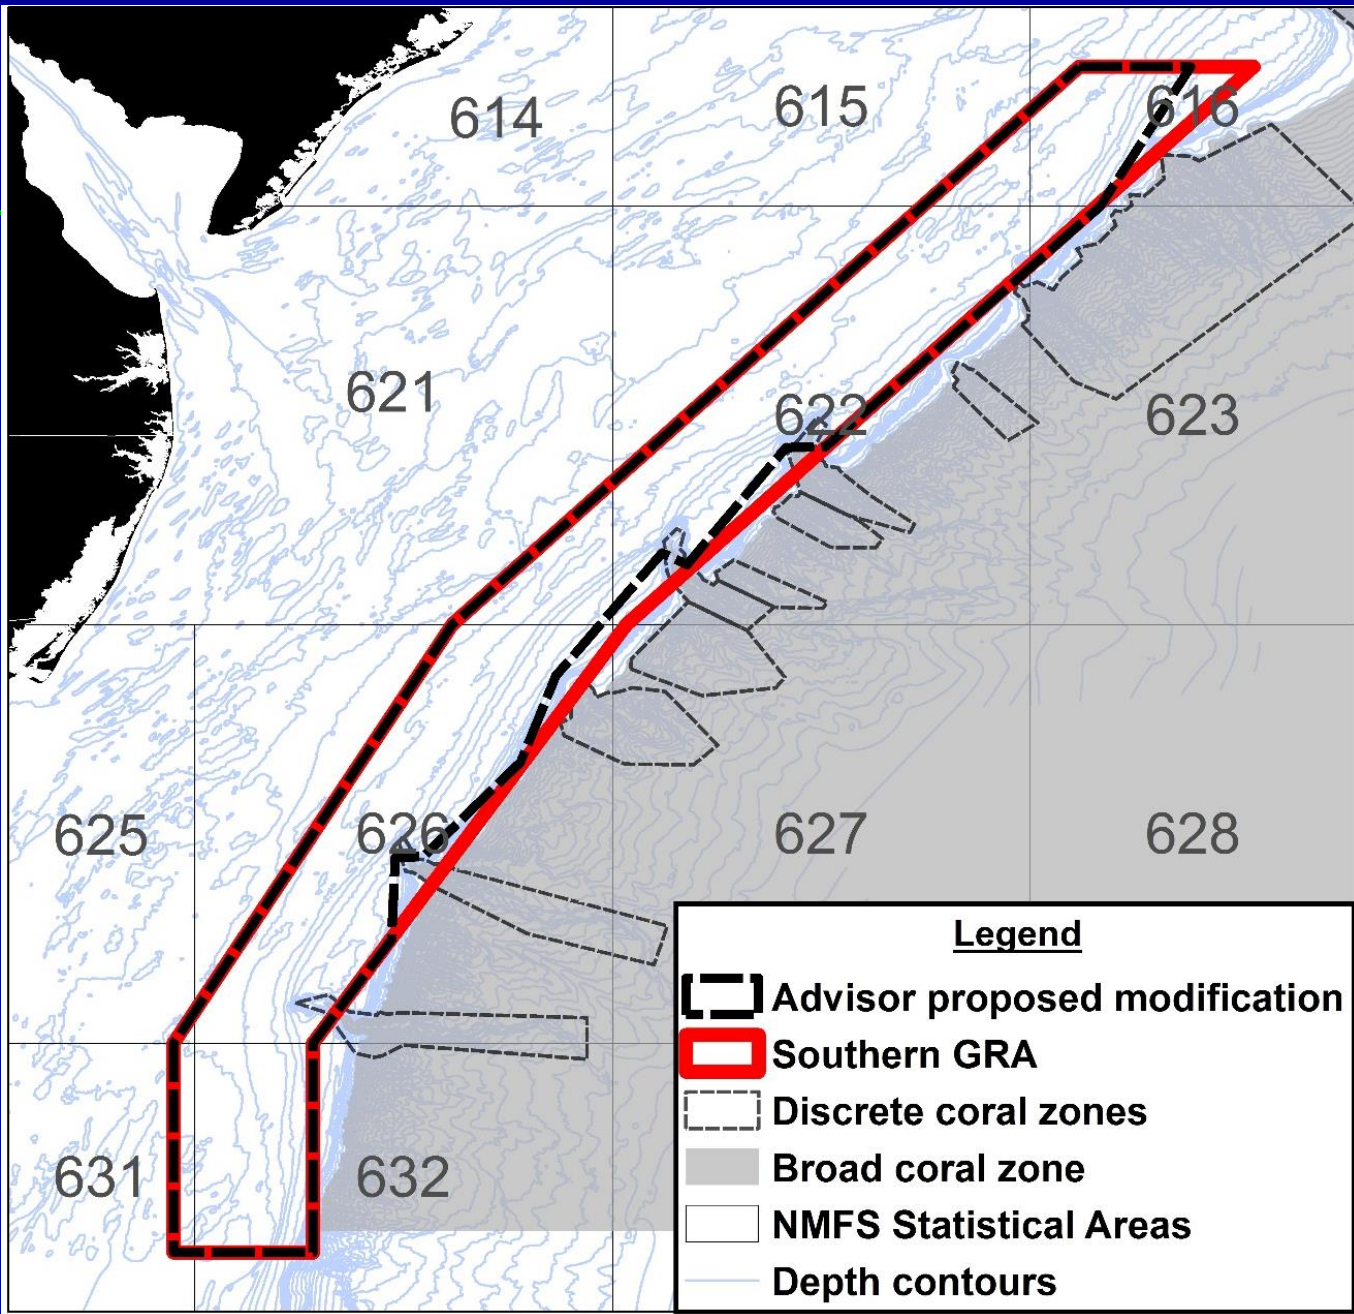 614
615
616
621
622
623
625
626
627
628
631
632
Legend
Advisor proposed modification
Southern GRA
Discrete coral zones
Broad coral zone
NMFS Statistical Areas
Depth contours